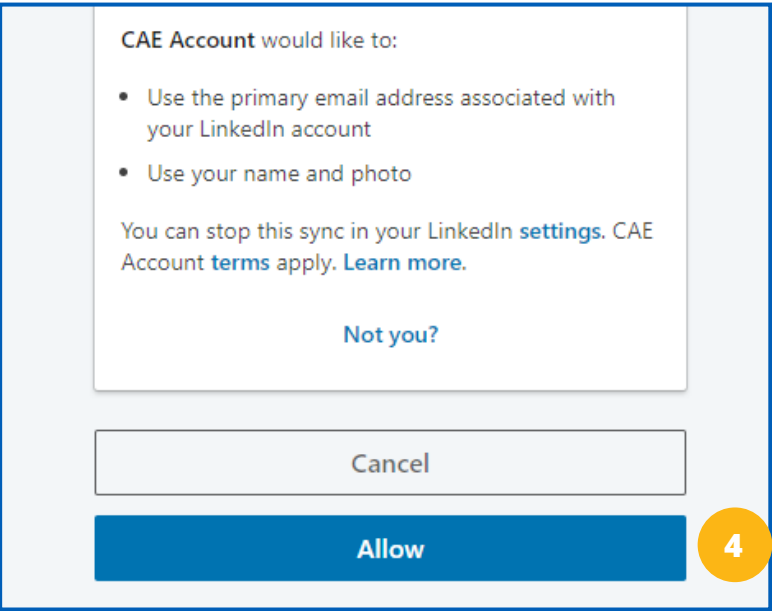 CAE Account would like to:
• Use the primary email address associated with
your LinkedIn account
• Use your name and photo
You can stop this sync in your LinkedIn settings. CAE
Account terms apply. Learn more.
Not you?
Cancel
Allow
4